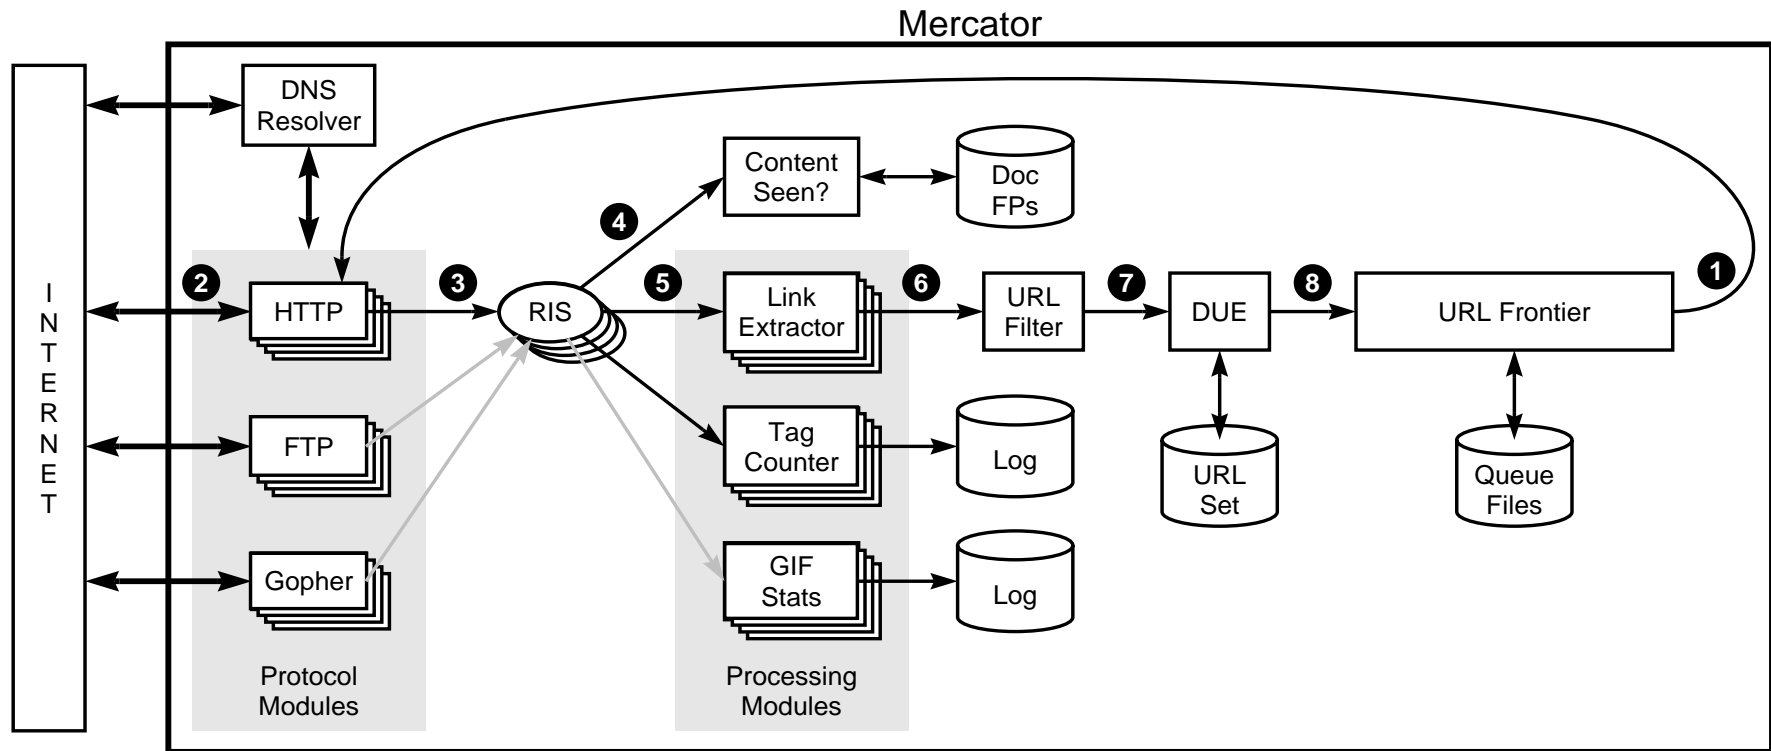 Mercator
INTERNET
DNS
Resolver
Content
Seen?
Doc
FPs
1
2
3
4
5
6
7
8
HTTP
RIS
Link
Extractor
URL
Filter
DUE
URL Frontier
FTP
Tag
Counter
Log
URL
Set
Queue
Files
Gopher
GIF
Stats
Log
Protocol
Modules
Processing
Modules